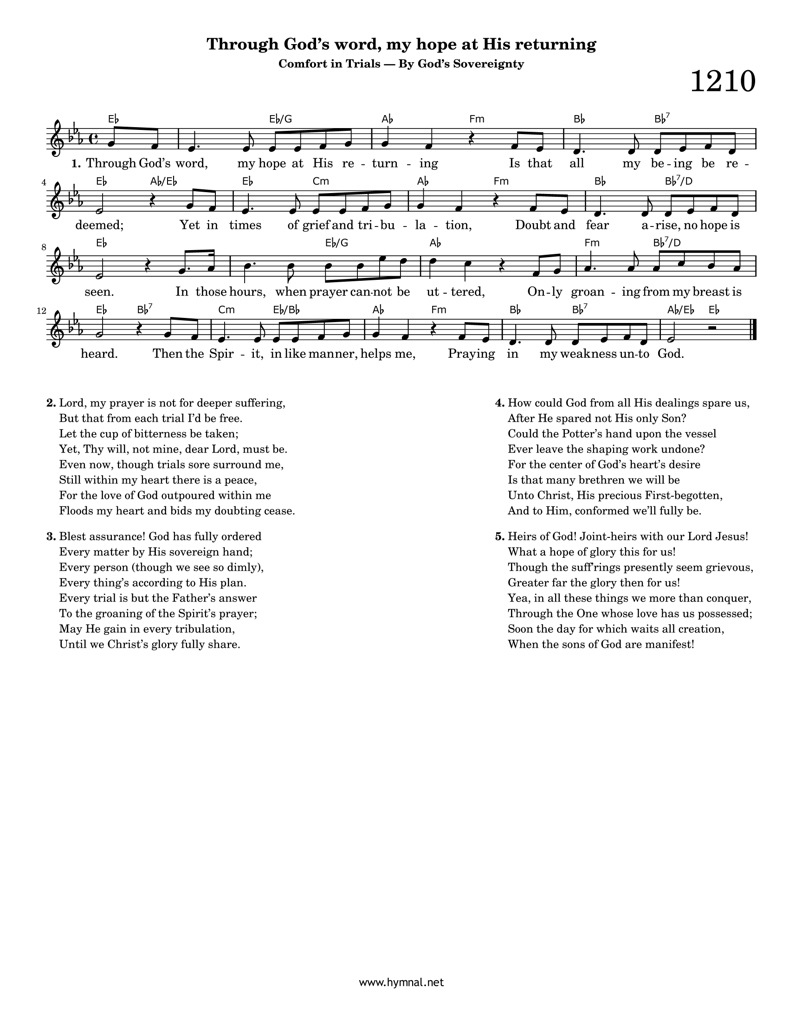 Through God's word, my hope at His returning
Comfort in Trials — By God's Sovereignty
1210
E♭ E♭/G A♭ Fm B♭ B♭7
1. Through God's word, my hope at His re - turn - ing Is that all my be - ing be re -
4 E♭ A♭/E♭ E♭ Cm A♭ Fm B♭ B♭7/D
deemed; Yet in times of grief and tri - bu - la - tion, Doubt and fear a - rise, no hope is
8 E♭ E♭/G A♭ Fm B♭7/D
seen. In those hours, when prayer can-not be ut - tered, On - ly groan - ing from my breast is
12 E♭ B♭7 Cm E♭/B♭ A♭ Fm B♭ B♭7 A♭/E♭ E♭
heard. Then the Spir - it, in like manner, helps me, Praying in my weakness un-to God.
2. Lord, my prayer is not for deeper suffering,
But that from each trial I'd be free.
Let the cup of bitterness be taken;
Yet, Thy will, not mine, dear Lord, must be.
Even now, though trials sore surround me,
Still within my heart there is a peace,
For the love of God outpoured within me
Floods my heart and bids my doubting cease.
3. Blest assurance! God has fully ordered
Every matter by His sovereign hand;
Every person (though we see so dimly),
Every thing's according to His plan.
Every trial is but the Father's answer
To the groaning of the Spirit's prayer;
May He gain in every tribulation,
Until we Christ's glory fully share.
4. How could God from all His dealings spare us,
After He spared not His only Son?
Could the Potter's hand upon the vessel
Ever leave the shaping work undone?
For the center of God's heart's desire
Is that many brethren we will be
Unto Christ, His precious First-begotten,
And to Him, conformed we'll fully be.
5. Heirs of God! Joint-heirs with our Lord Jesus!
What a hope of glory this for us!
Though the suff'rings presently seem grievous,
Greater far the glory then for us!
Yea, in all these things we more than conquer,
Through the One whose love has us possessed;
Soon the day for which waits all creation,
When the sons of God are manifest!
www.hymnal.net